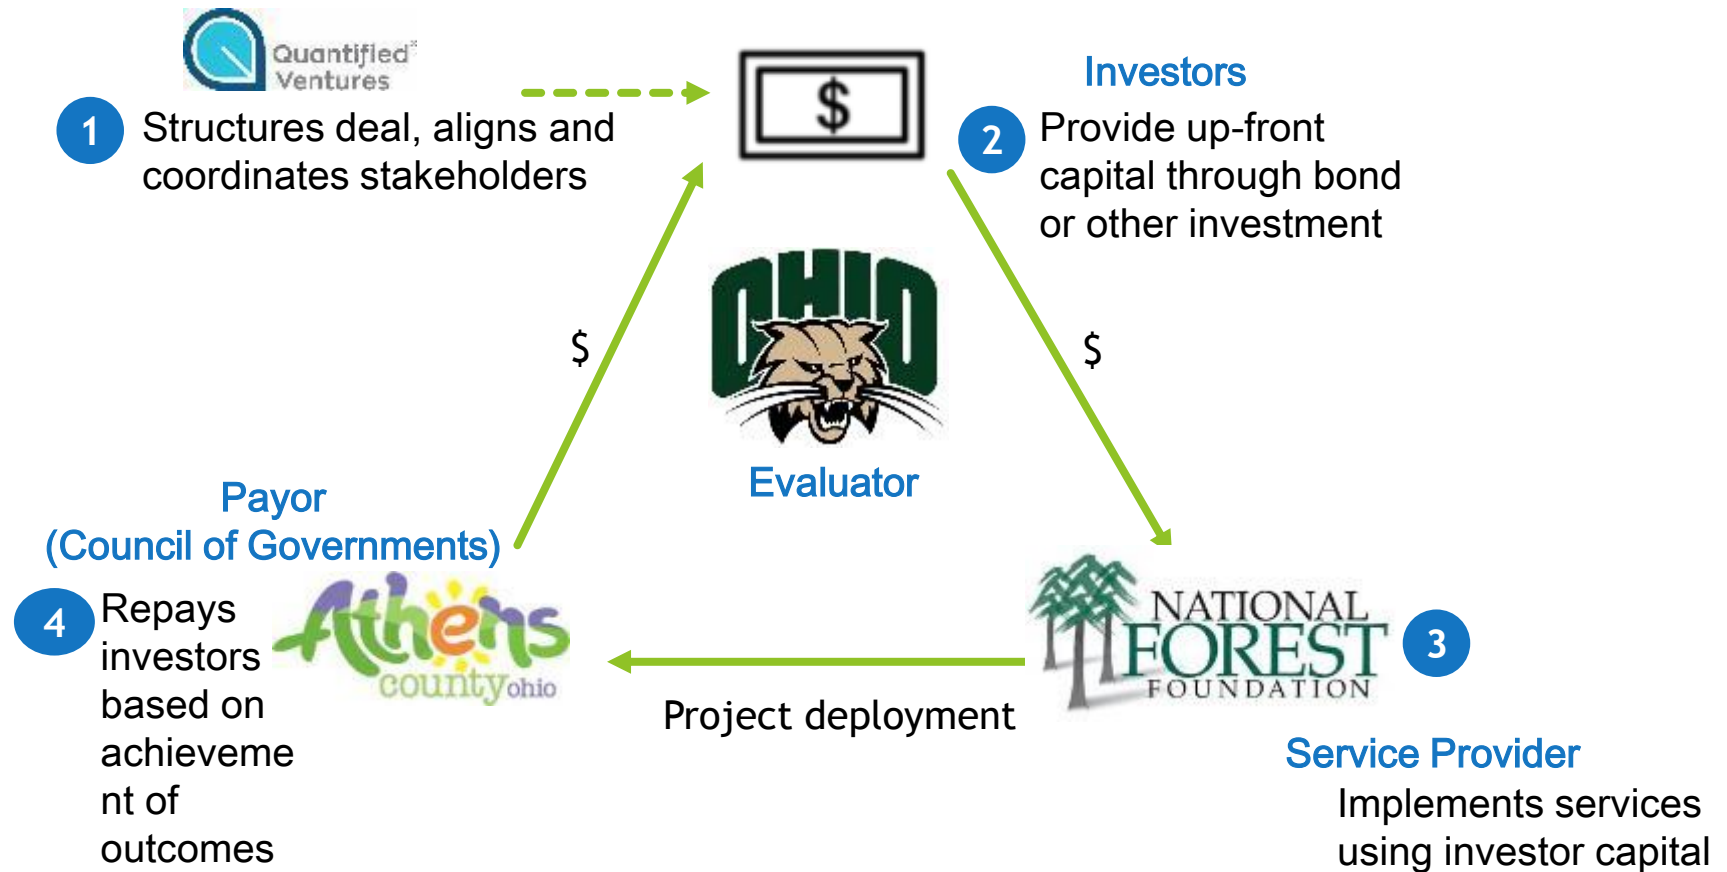 Quantified
Ventures
1
Structures deal, aligns and
coordinates stakeholders
$
Investors
2
Provide up-front
capital through bond
or other investment
OHIO
$
$
Evaluator
Payor
(Council of Governments)
4
Repays
investors
based on
achieveme
nt of
outcomes
Athens
county ohio
Project deployment
NATIONAL
FOREST
FOUNDATION
3
Service Provider
Implements services
using investor capital